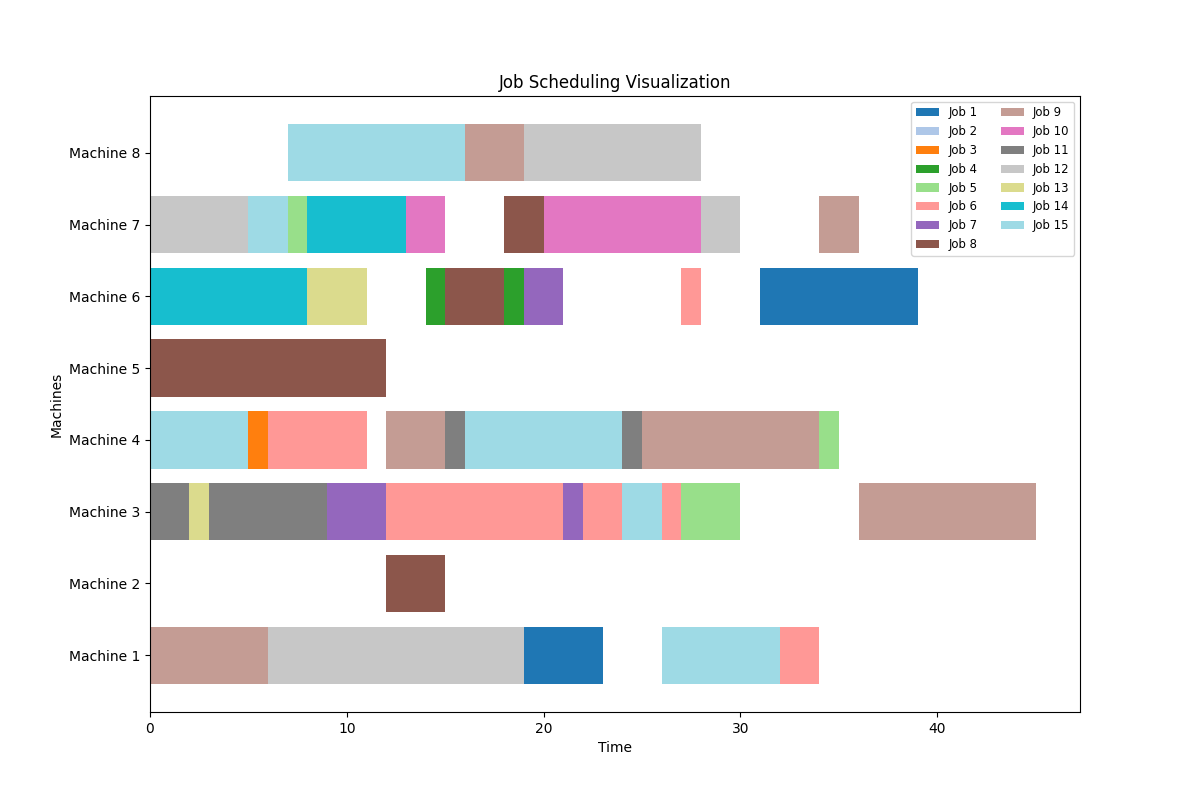 Job Scheduling Visualization
Machines
Machine 8
Machine 7
Machine 6
Machine 5
Machine 4
Machine 3
Machine 2
Machine 1
Job 1
Job 2
Job 3
Job 4
Job 5
Job 6
Job 7
Job 8
Job 9
Job 10
Job 11
Job 12
Job 13
Job 14
Job 15
0 10 20 30 40
Time